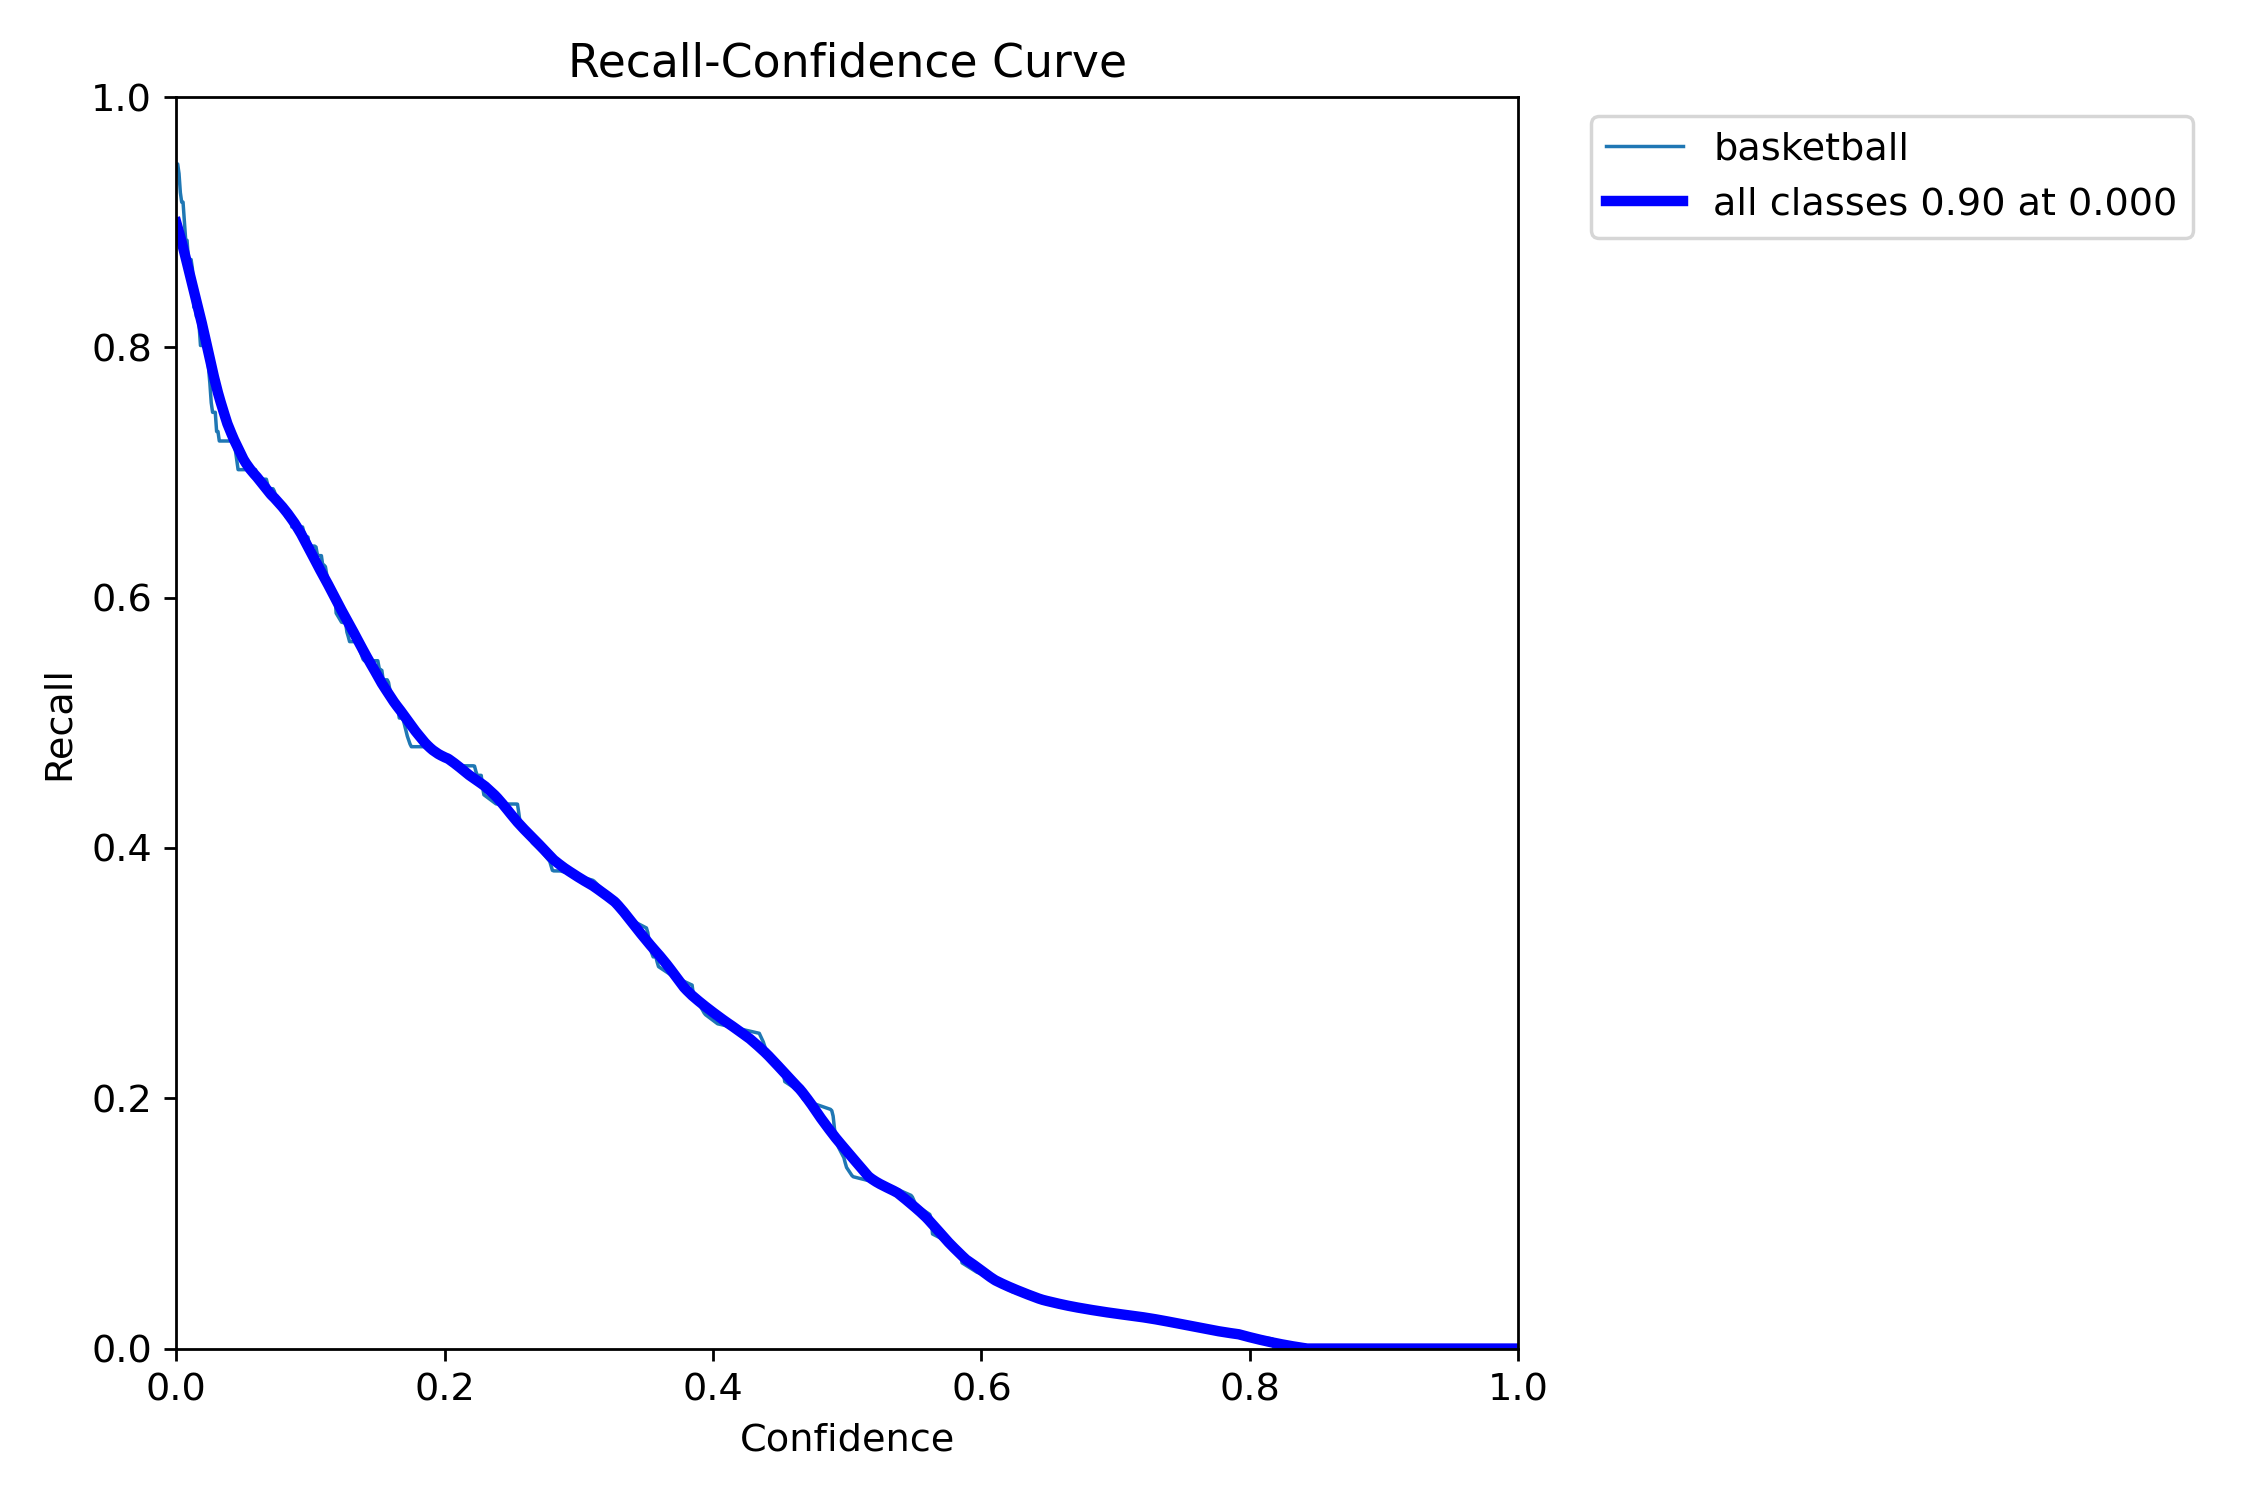 Recall-Confidence Curve
basketball
all classes 0.90 at 0.000
1.0
0.8
0.6
0.4
0.2
0.0
Recall
0.0 0.2 0.4 0.6 0.8 1.0
Confidence